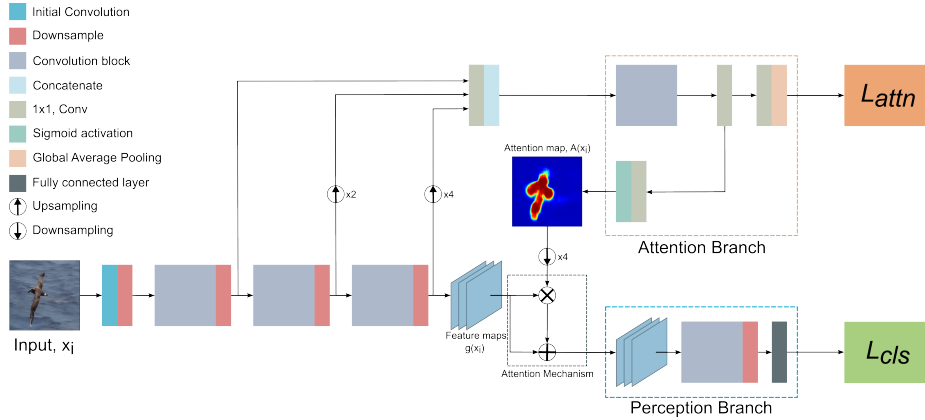 Initial Convolution
Downsample
Convolution block
Concatenate
1x1, Conv
Sigmoid activation
Global Average Pooling
Fully connected layer
Upsampling
Downsampling
x2
x4
Attention map, A(xi)
x4
Lattn
Attention Branch
Input, xi
Feature maps
g(xi)
Attention Mechanism
Perception Branch
Lcls